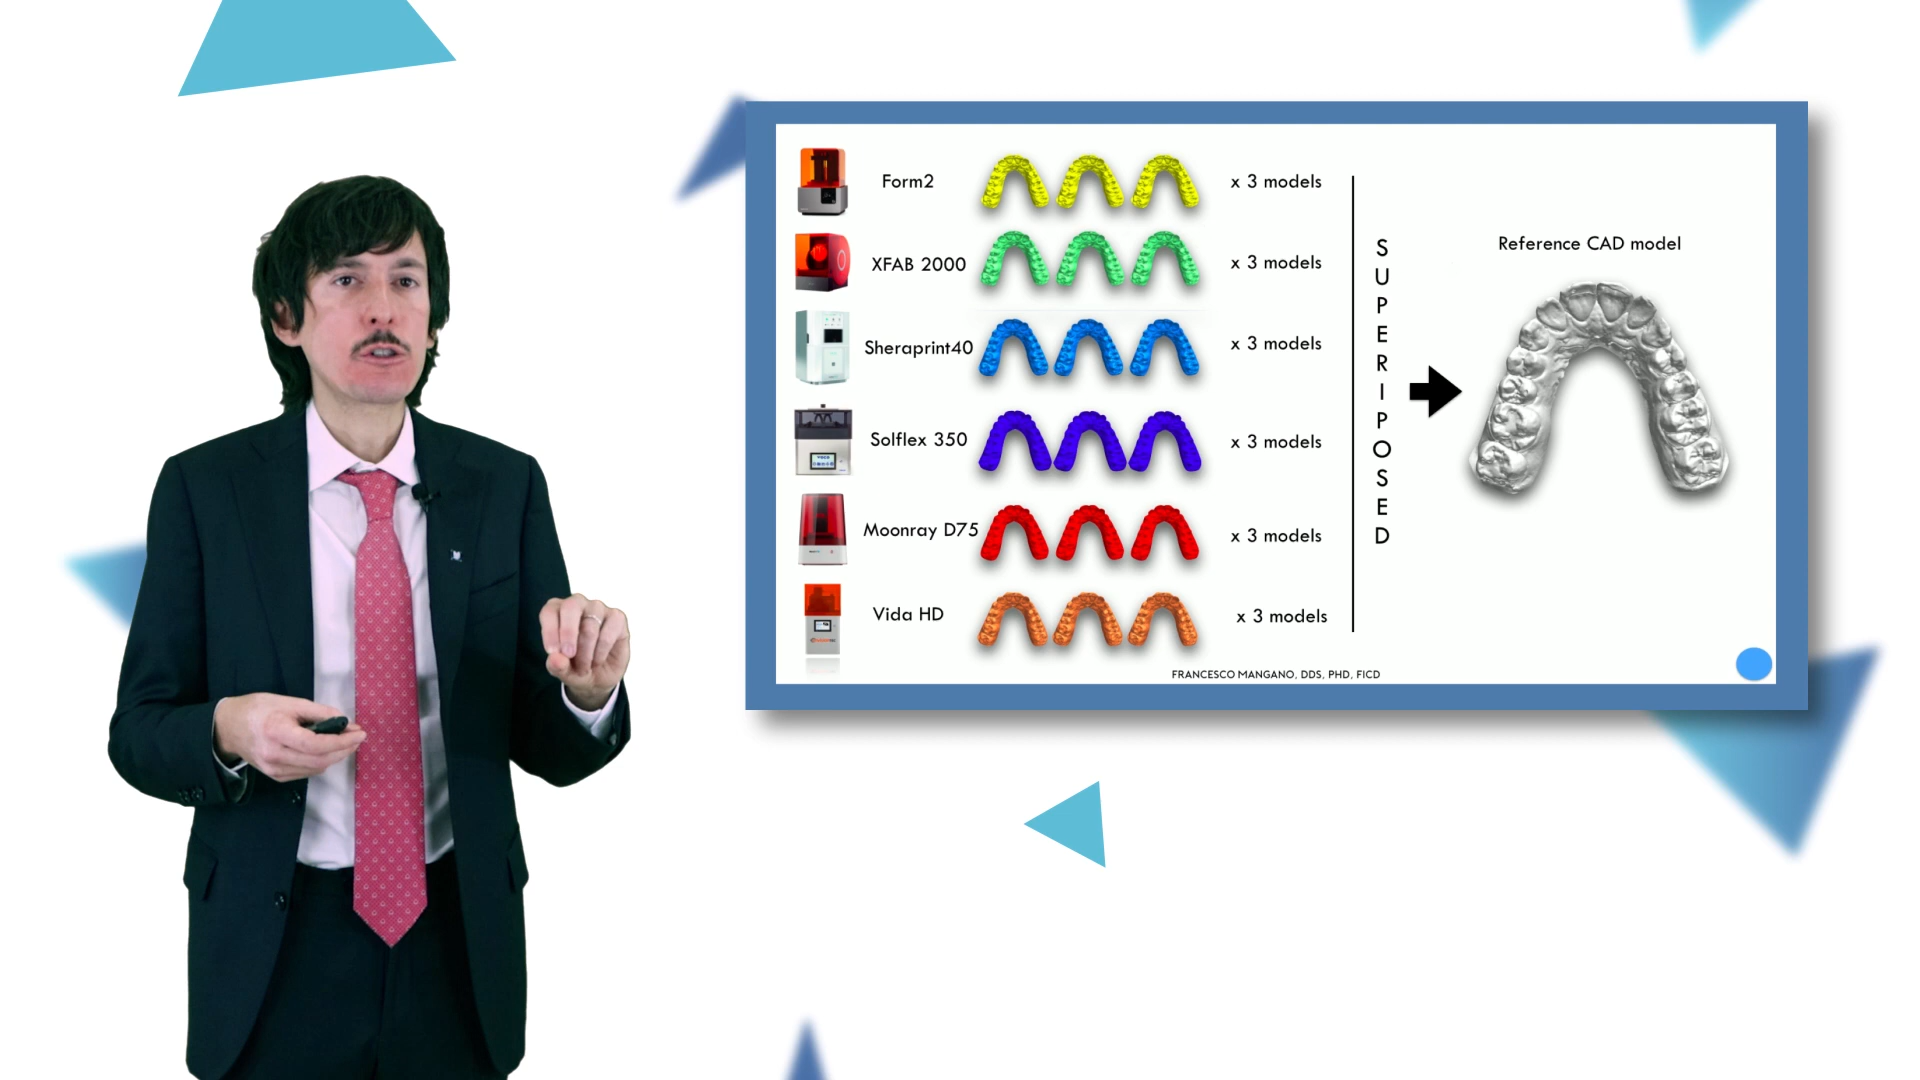 Form2
x 3 models
XFAB 2000
x 3 models
Sheraprint40
x 3 models
Solflex 350
x 3 models
Moonray D75
x 3 models
Vida HD
x 3 models
SUPERIPOSED
Reference CAD model
FRANCESCO MANGANO, DDS, PHD, FICD